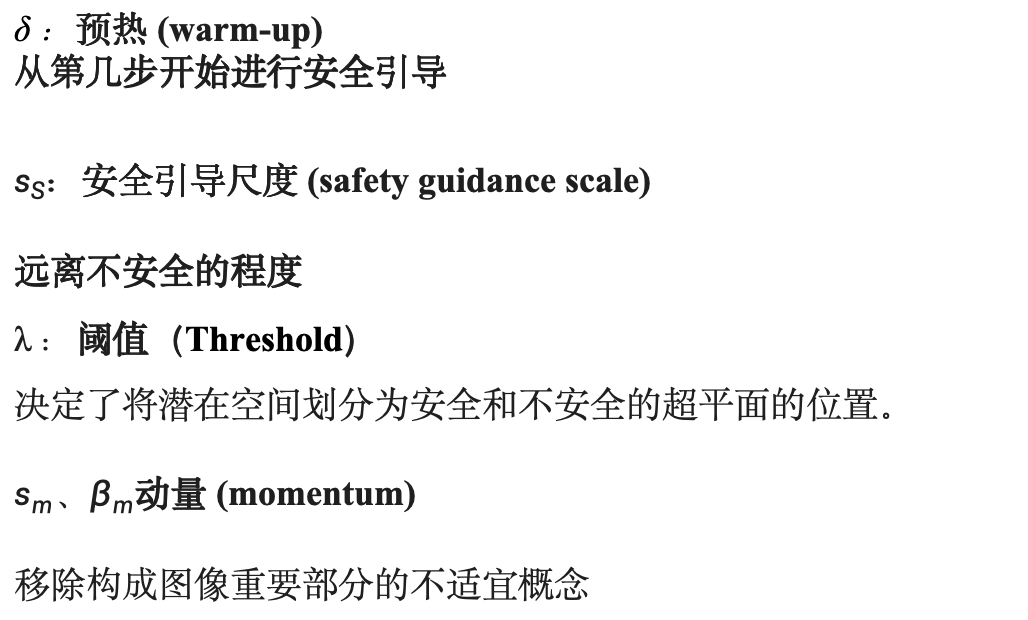 δ： 预热 (warm-up)
从第几步开始进行安全引导
sS： 安全引导尺度 (safety guidance scale)
远离不安全的程度
λ： 阈值（Threshold）
决定了将潜在空间划分为安全和不安全的超平面的位置。
sm、βm动量 (momentum)
移除构成图像重要部分的不适宜概念